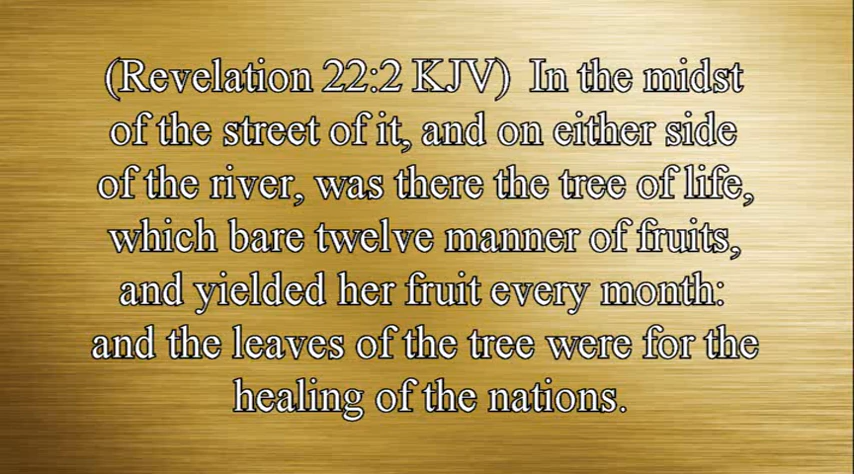 (Revelation 22:2 KJV)  In the midst
of the street of it, and on either side
of the river, was there the tree of life,
which bare twelve manner of fruits,
and yielded her fruit every month:
and the leaves of the tree were for the
healing of the nations.